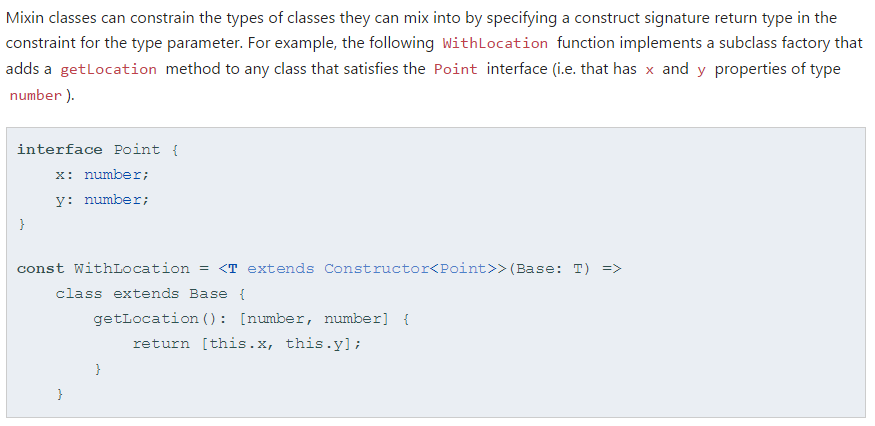 Mixin classes can constrain the types of classes they can mix into by specifying a construct signature return type in the
constraint for the type parameter. For example, the following WithLocation function implements a subclass factory that
adds a getLocation method to any class that satisfies the Point interface (i.e. that has x and y properties of type
number ).
interface Point {
    x: number;
    y: number;
}
const WithLocation = <T extends Constructor<Point>>(Base: T) =>
    class extends Base {
        getLocation(): [number, number] {
            return [this.x, this.y];
        }
    }